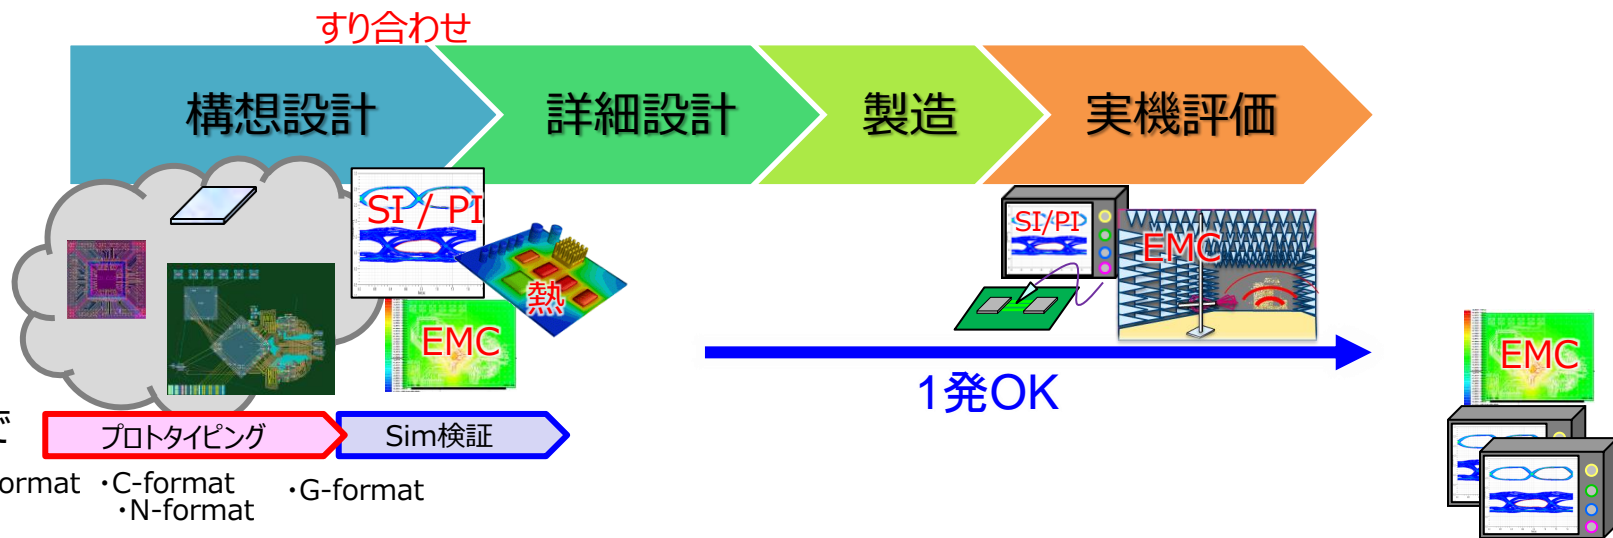 すり合わせ
構想設計
詳細設計
製造
実機評価
SI / PI
熱
EMC
SI/PI
EMC
1発OK
EMC
で
プロトタイピング
Sim検証
ormat ・C-format ・G-format
・N-format